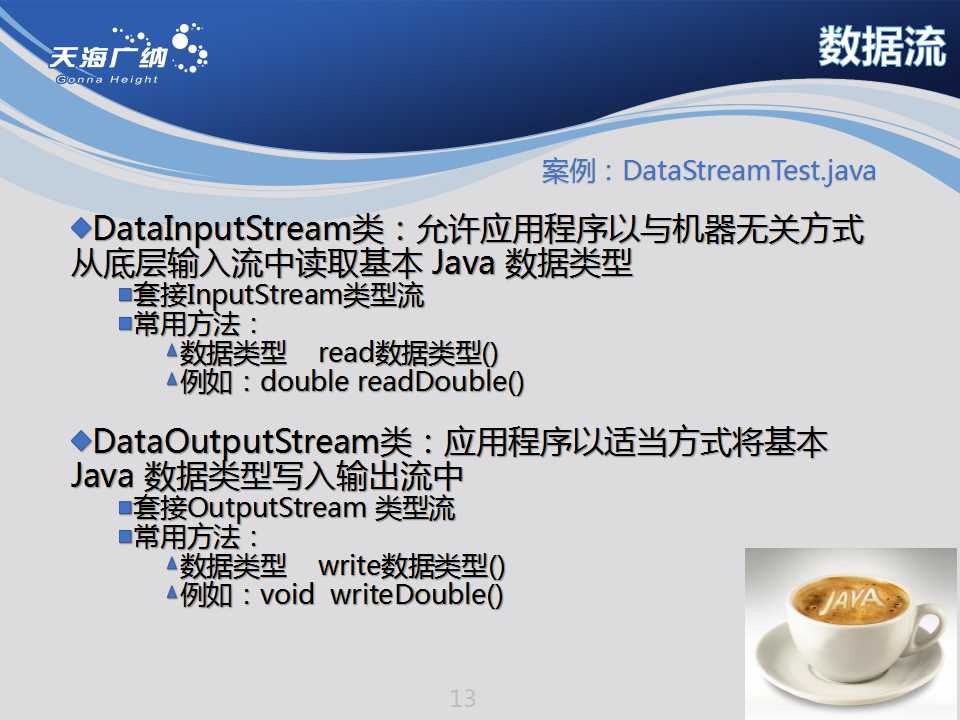 天海广纳
Gonna Height
数据流
案例：DataStreamTest.java
DataInputStream类：允许应用程序以与机器无关方式
从底层输入流中读取基本 Java 数据类型
套接InputStream类型流
常用方法：
数据类型 read数据类型()
例如：double readDouble()
DataOutputStream类：应用程序以适当方式将基本
Java 数据类型写入输出流中
套接OutputStream 类型流
常用方法：
数据类型 write数据类型()
例如：void writeDouble()
JAVA
13